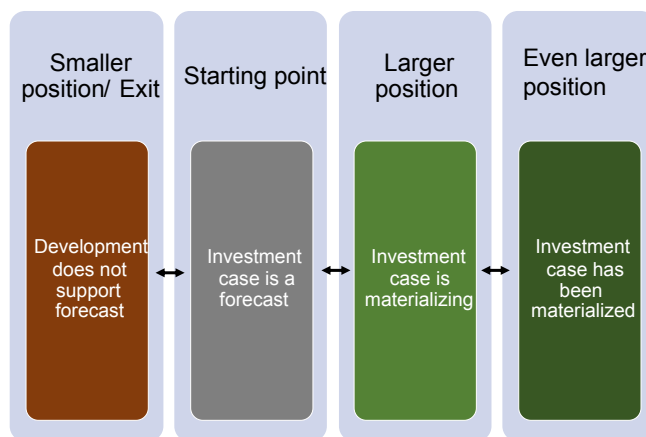 Smaller
position/ Exit
Development
does not
support
forecast
Starting point
Investment
case is a
forecast
Larger
position
Investment
case is
materializing
Even larger
position
Investment
case has
been
materialized